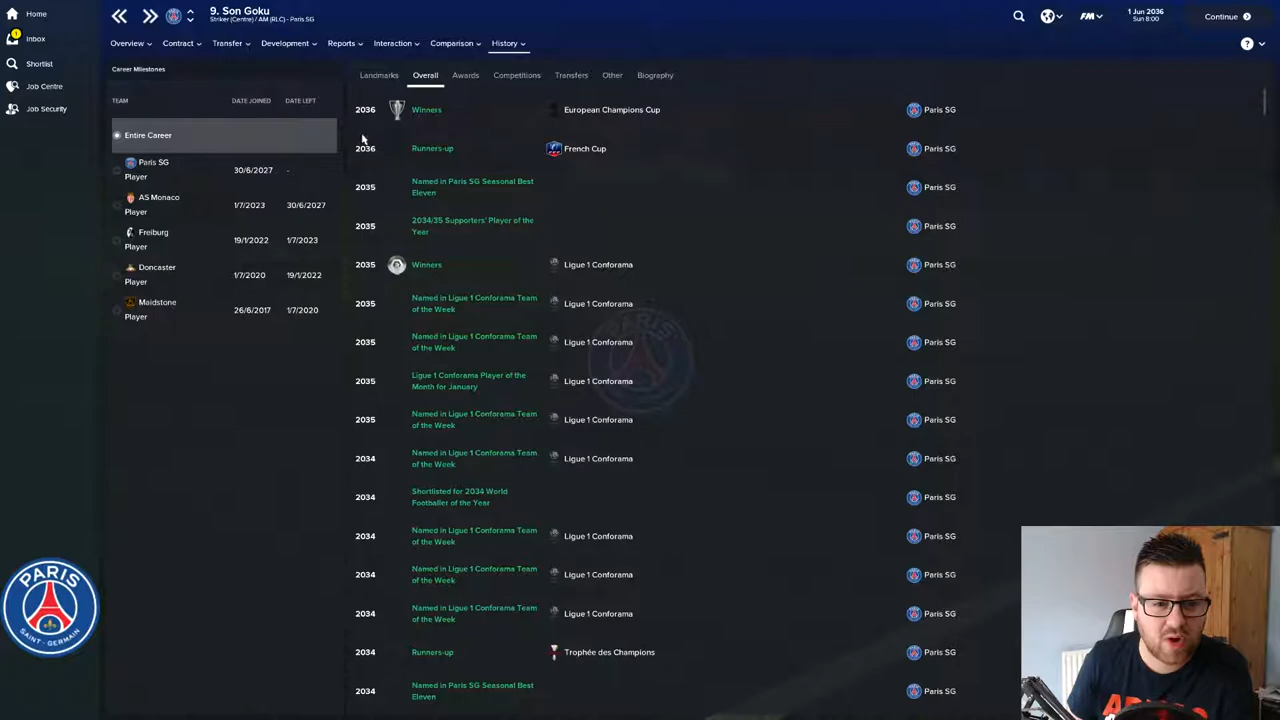 Home
Inbox
1
Shortlist
Job Centre
Job Security
9. Son Goku
Striker (Centre) / AM (RLC) - Paris SG
FM
1 Jun 2036
Sun 8:00
Continue
Overview
Contract
Transfer
Development
Reports
Interaction
Comparison
History
?
Career Milestones
TEAM DATE JOINED DATE LEFT
Entire Career
Paris SG
Player
30/6/2027 -
AS Monaco
Player
1/7/2023 30/6/2027
Freiburg
Player
19/1/2022 1/7/2023
Doncaster
Player
1/7/2020 19/1/2022
Maidstone
Player
26/6/2017 1/7/2020
Landmarks Overall Awards Competitions Transfers Other Biography
2036 Winners European Champions Cup Paris SG
2036 Runners-up French Cup Paris SG
2035 Named in Paris SG Seasonal Best
Eleven
Paris SG
2035 2034/35 Supporters' Player of the
Year
Paris SG
2035 Winners Ligue 1 Conforama Paris SG
2035 Named in Ligue 1 Conforama Team
of the Week
Ligue 1 Conforama Paris SG
2035 Named in Ligue 1 Conforama Team
of the Week
Ligue 1 Conforama Paris SG
2035 Ligue 1 Conforama Player of the
Month for January
Ligue 1 Conforama Paris SG
2035 Named in Ligue 1 Conforama Team
of the Week
Ligue 1 Conforama Paris SG
2034 Named in Ligue 1 Conforama Team
of the Week
Ligue 1 Conforama Paris SG
2034 Shortlisted for 2034 World
Footballer of the Year
Paris SG
2034 Named in Ligue 1 Conforama Team
of the Week
Ligue 1 Conforama Paris SG
2034 Named in Ligue 1 Conforama Team
of the Week
Ligue 1 Conforama Paris SG
2034 Named in Ligue 1 Conforama Team
of the Week
Ligue 1 Conforama Paris SG
2034 Runners-up Trophée des Champions Paris SG
2034 Named in Paris SG Seasonal Best
Eleven
Paris SG
PARIS
SAINT-GERMAIN
PARIS